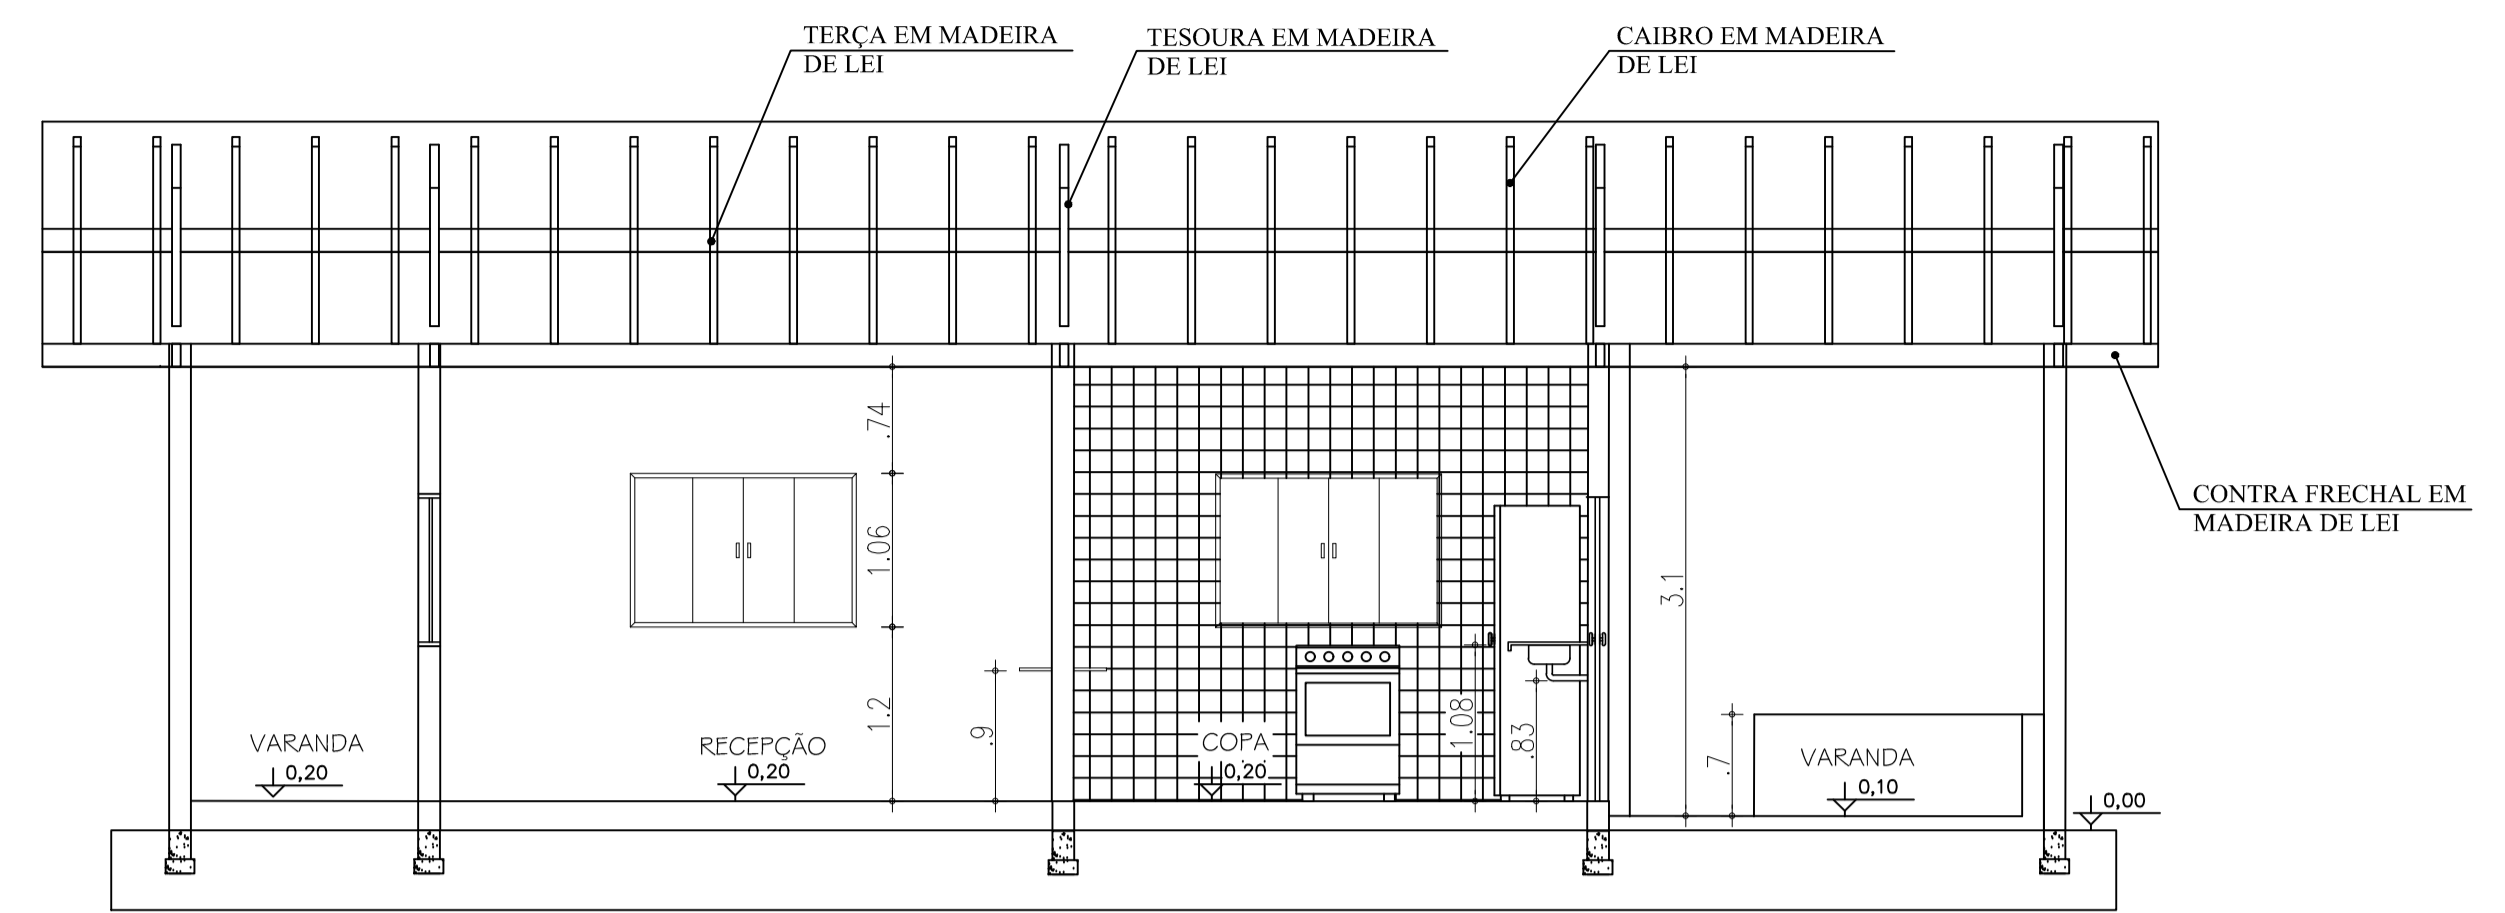 TERÇA EM MADEIRA
DE LEI
TESOURA EM MADEIRA
DE LEI
CAIBRO EM MADEIRA
DE LEI
CONTRA FRECHAL EM
MADEIRA DE LEI
.74
1.06
1.2
.9
1.08
.83
3.1
.7
VARANDA
0,20
RECEPÇÃO
0,20
COPA
0,20
VARANDA
0,10
0,00